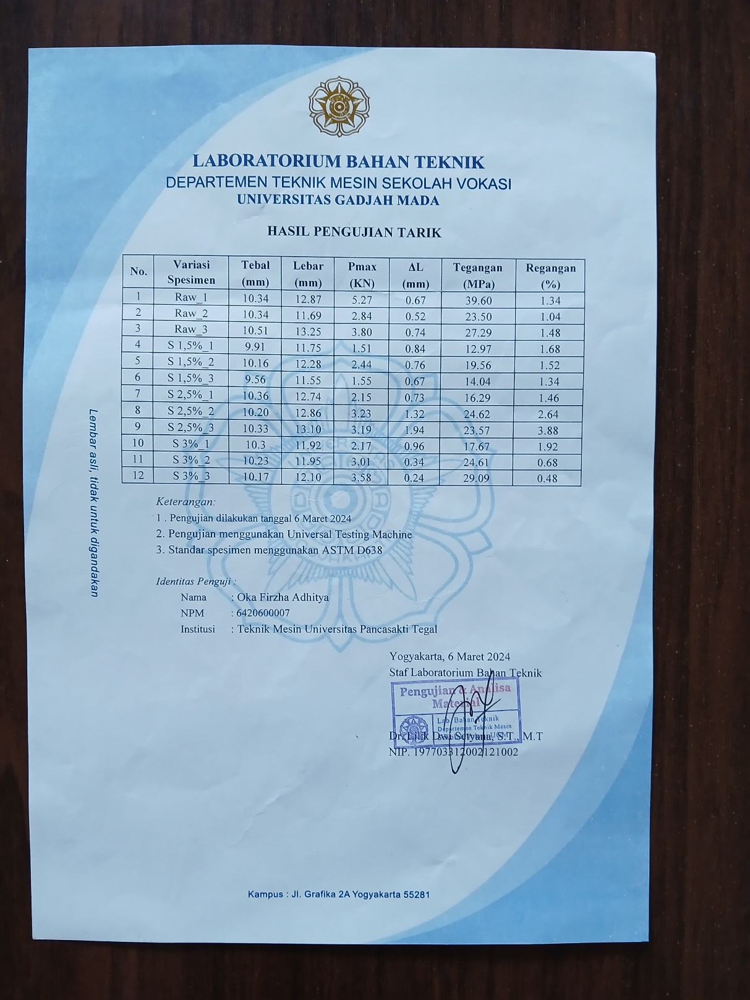 LABORATORIUM BAHAN TEKNIK
DEPARTEMEN TEKNIK MESIN SEKOLAH VOKASI
UNIVERSITAS GADJAH MADA
HASIL PENGUJIAN TARIK
No. Variasi Spesimen Tebal (mm) Lebar (mm) Pmax (KN) ΔL (mm) Tegangan (MPa) Regangan (%)
1 Raw_1 10.34 12.87 5.27 0.67 39.60 1.34
2 Raw_2 10.34 11.69 2.84 0.52 23.50 1.04
3 Raw_3 10.51 13.25 3.80 0.74 27.29 1.48
4 S 1,5%_1 9.91 11.75 1.51 0.84 12.97 1.68
5 S 1,5%_2 10.16 12.28 2.44 0.76 19.56 1.52
6 S 1,5%_3 9.56 11.55 1.55 0.67 14.04 1.34
7 S 2,5%_1 10.36 12.74 2.15 0.73 16.29 1.46
8 S 2,5%_2 10.20 12.86 3.23 1.32 24.62 2.64
9 S 2,5%_3 10.33 13.10 3.19 1.94 23.57 3.88
10 S 3%_1 10.3 11.92 2.17 0.96 17.67 1.92
11 S 3%_2 10.23 11.95 3.01 0.34 24.61 0.68
12 S 3%_3 10.17 12.10 3.58 0.24 29.09 0.48
Lembar asli, tidak untuk digandakan
Keterangan:
1 . Pengujian dilakukan tanggal 6 Maret 2024
2. Pengujian menggunakan Universal Testing Machine
3. Standar spesimen menggunakan ASTM D638
Identitas Penguji :
Nama : Oka Firzha Adhitya
NPM : 6420600007
Institusi : Teknik Mesin Universitas Pancasakti Tegal
Yogyakarta, 6 Maret 2024
Staf Laboratorium Bahan Teknik
Pengujian & Analisa
Material
Lab. Bahan Teknik
Departemen Teknik Mesin
Dr. Lilik Dwi Setyana, S.T., M.T
NIP. 197703312002121002
Kampus : Jl. Grafika 2A Yogyakarta 55281